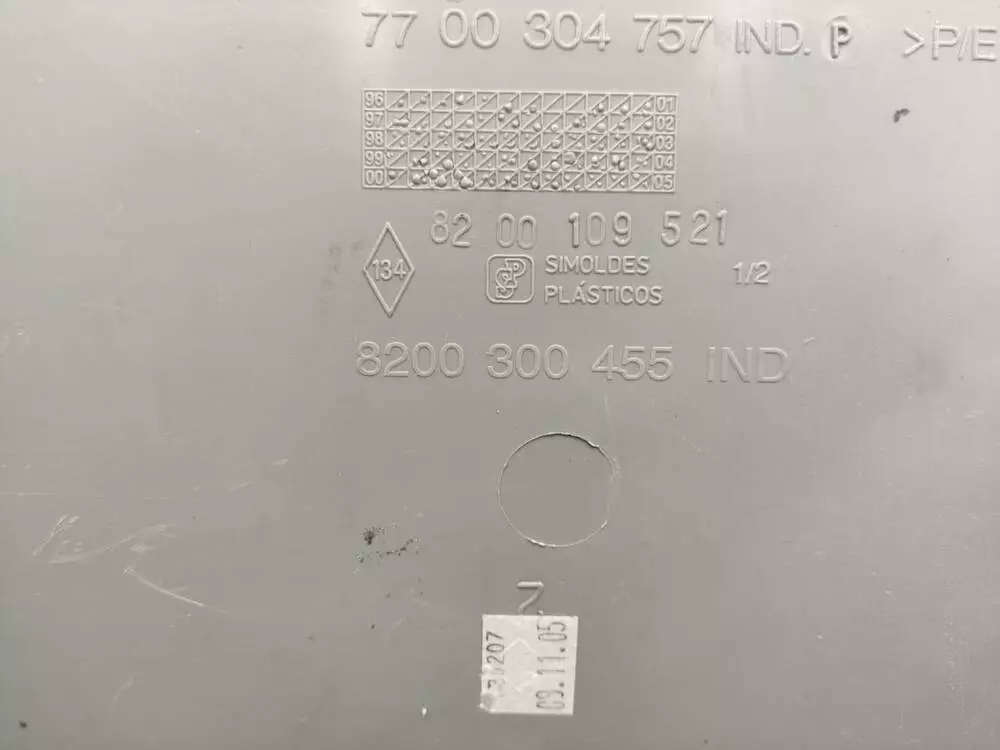 77 00 304 757 IND. P >P/E
96 01
97 02
98 03
99 04
00 05
82 00 109 521
134
SIMOLDES
PLÁSTICOS
1/2
8200 300 455 IND
Z
09.11.05